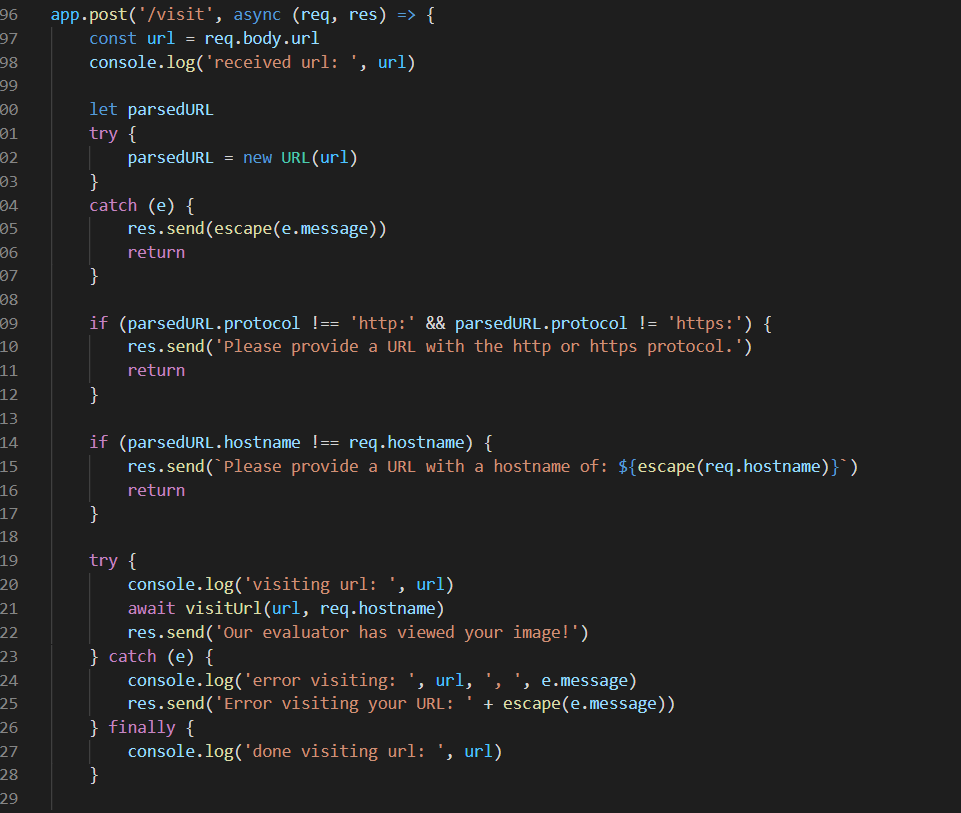 96 app.post('/visit', async (req, res) => {
97     const url = req.body.url
98     console.log('received url: ', url)
99
00     let parsedURL
01     try {
02         parsedURL = new URL(url)
03     }
04     catch (e) {
05         res.send(escape(e.message))
06         return
07     }
08
09     if (parsedURL.protocol !== 'http:' && parsedURL.protocol != 'https:') {
10         res.send('Please provide a URL with the http or https protocol.')
11         return
12     }
13
14     if (parsedURL.hostname !== req.hostname) {
15         res.send(`Please provide a URL with a hostname of: ${escape(req.hostname)}`)
16         return
17     }
18
19     try {
20         console.log('visiting url: ', url)
21         await visitUrl(url, req.hostname)
22         res.send('Our evaluator has viewed your image!')
23     } catch (e) {
24         console.log('error visiting: ', url, ', ', e.message)
25         res.send('Error visiting your URL: ' + escape(e.message))
26     } finally {
27         console.log('done visiting url: ', url)
28     }
29